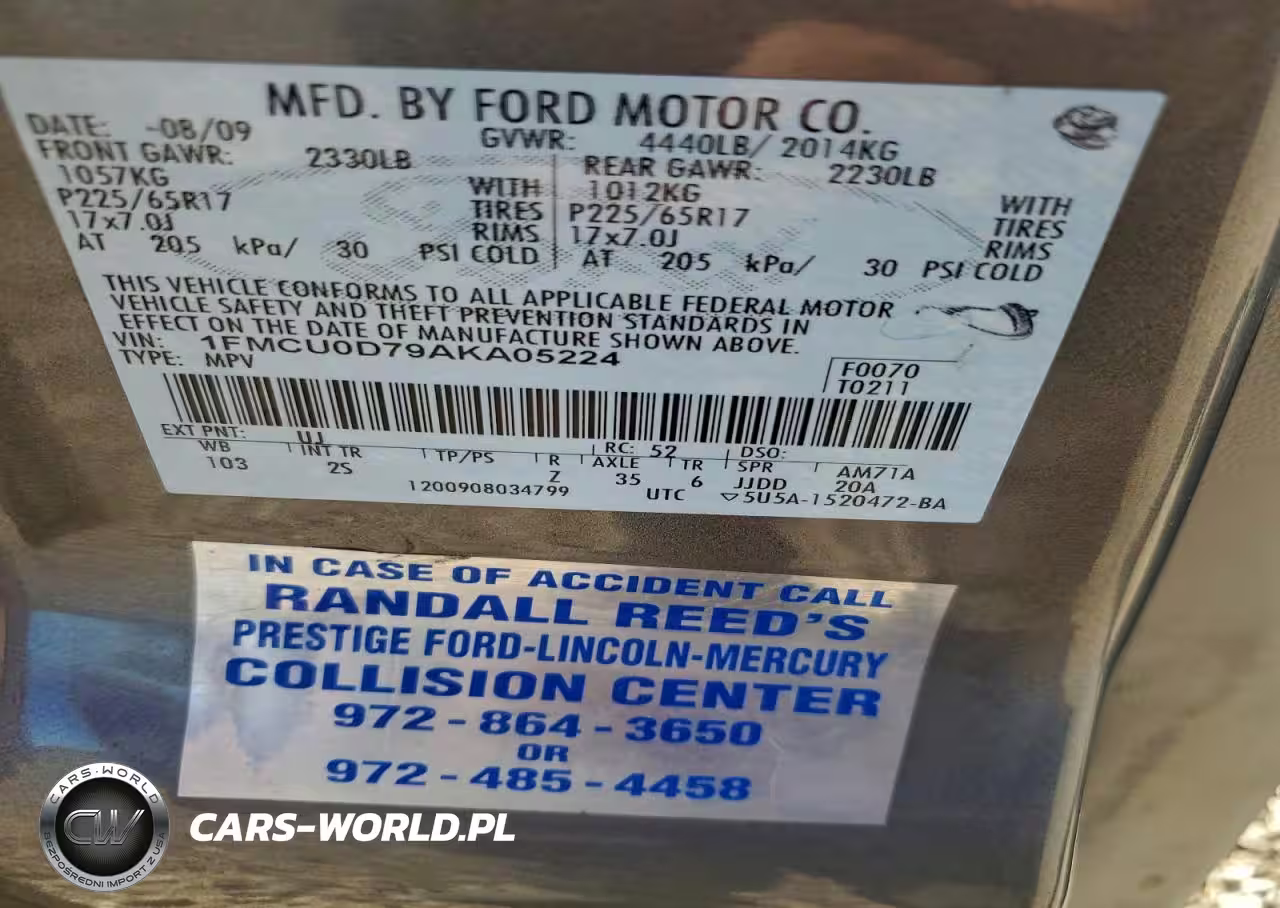 MFD. BY FORD MOTOR CO.
DATE: -08/09 GVWR: 4440LB/ 2014KG
FRONT GAWR: 2330LB REAR GAWR: 2230LB
1057KG WITH 1012KG WITH
P225/65R17 TIRES P225/65R17 TIRES
17x7.0J RIMS 17x7.0J RIMS
AT 205 kPa/ 30 PSI COLD AT 205 kPa/ 30 PSI COLD
THIS VEHICLE CONFORMS TO ALL APPLICABLE FEDERAL MOTOR
VEHICLE SAFETY AND THEFT PREVENTION STANDARDS IN
EFFECT ON THE DATE OF MANUFACTURE SHOWN ABOVE.
VIN: 1FMCU0D79AKA05224
TYPE: MPV
F0070
T0211
EXT PNT: UJ RC: 52 DSO:
WB INT TR TP/PS R AXLE TR SPR AM71A
103 2S Z 35 6 JJDD 20A
1200908034799 UTC ▽5U5A-1520472-BA
IN CASE OF ACCIDENT CALL
RANDALL REED'S
PRESTIGE FORD-LINCOLN-MERCURY
COLLISION CENTER
972-864-3650
OR
972-485-4458
CARS-WORLD
CW
BEZPOŚREDNI IMPORT Z USA
CARS-WORLD.PL